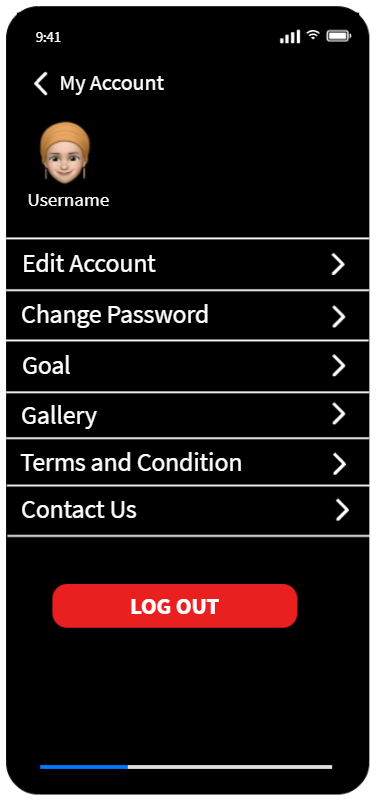 9:41
My Account
Username
Edit Account
Change Password
Goal
Gallery
Terms and Condition
Contact Us
LOG OUT